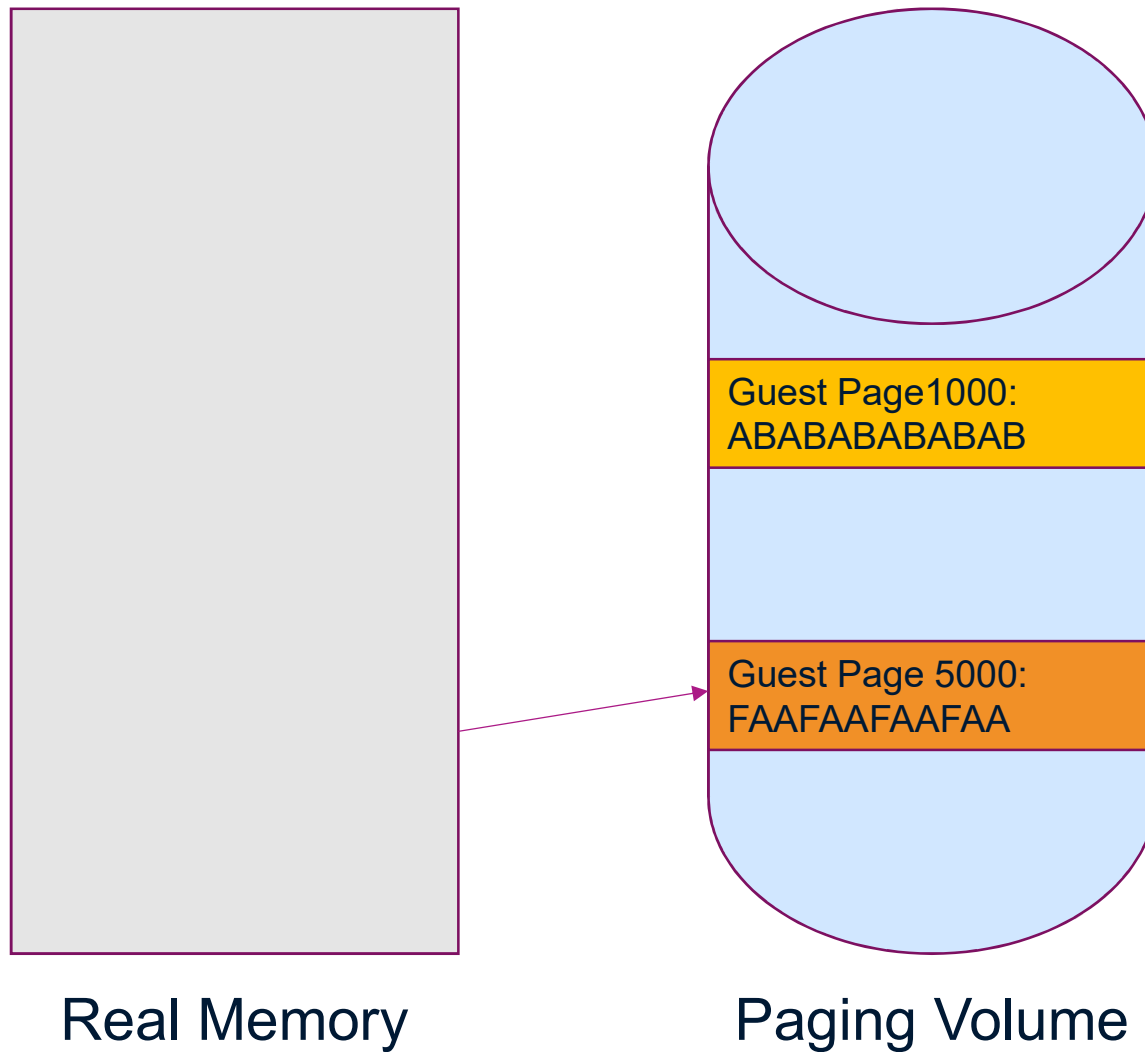 Guest Page1000:
ABABABABABAB
Guest Page 5000:
FAAFAAFAAFAA
Real Memory
Paging Volume